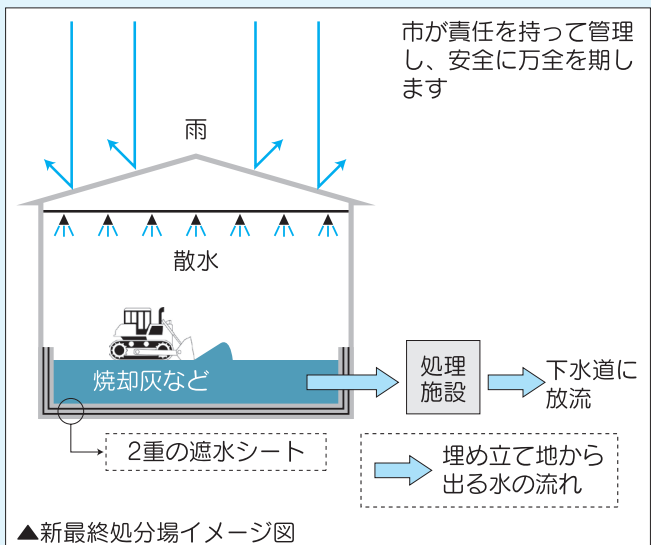 市が責任を持って管理
し、安全に万全を期し
ます
雨
散水
焼却灰など
処理
施設
下水道に
放流
2重の遮水シート
埋め立て地から
出る水の流れ
▲新最終処分場イメージ図